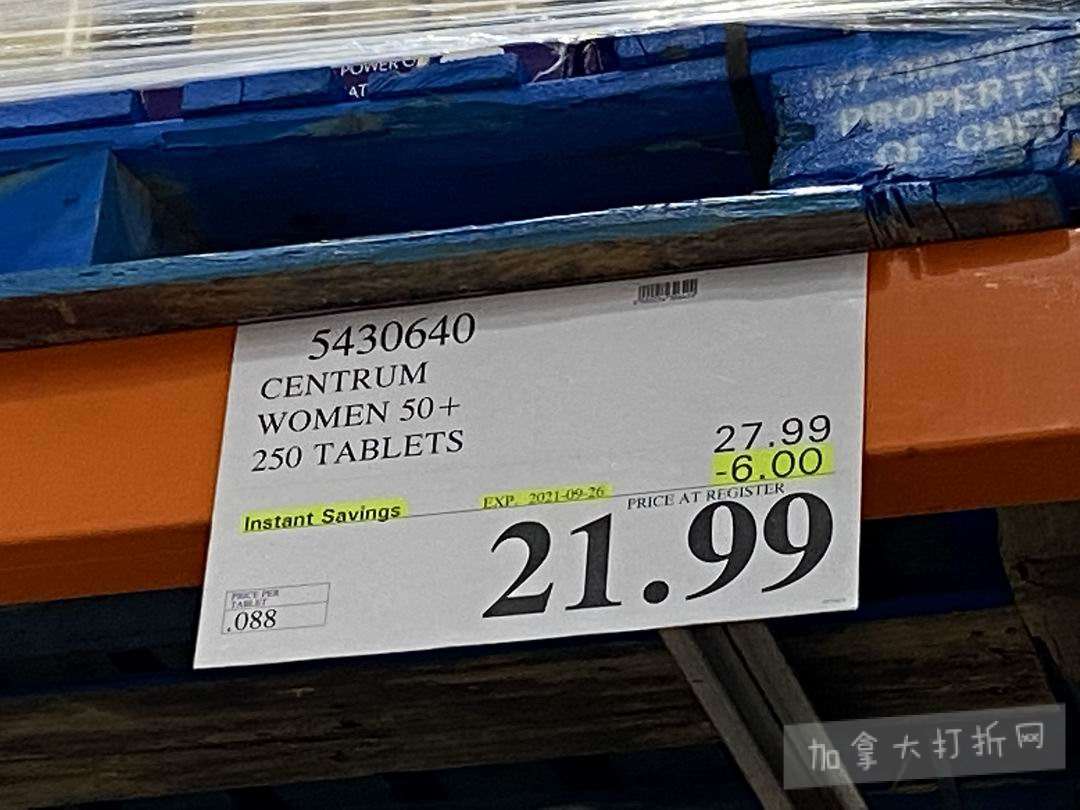 POWER O
AT
PROPERTY
OF CHEP
5430640
CENTRUM
WOMEN 50+
250 TABLETS
27.99
-6.00
Instant Savings
EXP. 2021-09-26
PRICE AT REGISTER
21.99
PRICE PER
TABLET
.088
加拿大打折网